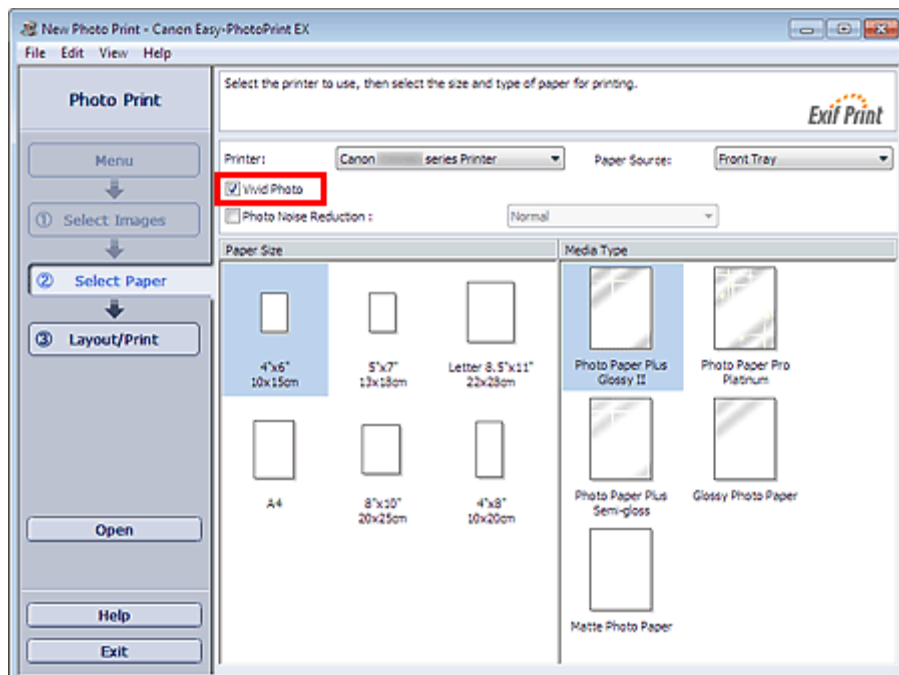 New Photo Print - Canon Easy-PhotoPrint EX
File Edit View Help
Photo Print
Select the printer to use, then select the size and type of paper for printing.
Exif Print
Menu
① Select Images
② Select Paper
③ Layout/Print
Open
Help
Exit
Printer: Canon series Printer Paper Source: Front Tray
Vivid Photo
Photo Noise Reduction : Normal
Paper Size
4"x6"
10x15cm
5"x7"
13x18cm
Letter 8.5"x11"
22x28cm
A4
8"x10"
20x25cm
4"x8"
10x20cm
Media Type
Photo Paper Plus
Glossy II
Photo Paper Pro
Platinum
Photo Paper Plus
Semi-gloss
Glossy Photo Paper
Matte Photo Paper